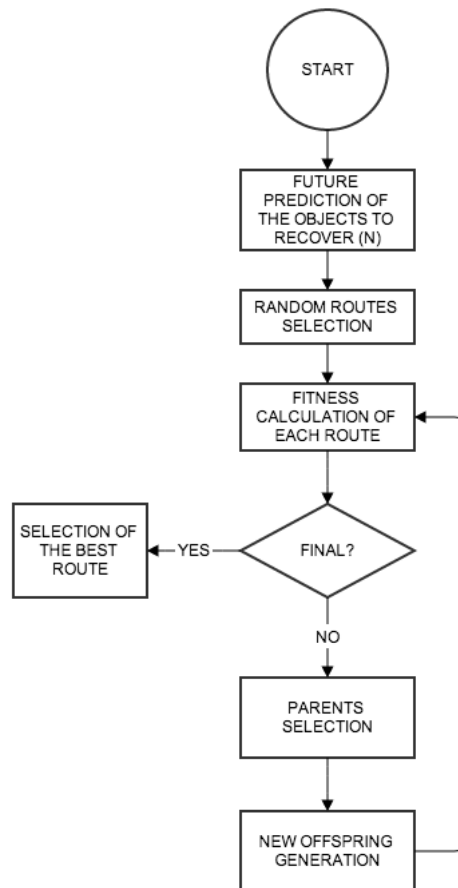 START
FUTURE
PREDICTION OF
THE OBJECTS TO
RECOVER (N)
RANDOM ROUTES
SELECTION
FITNESS
CALCULATION OF
EACH ROUTE
SELECTION OF
THE BEST
ROUTE
YES
FINAL?
NO
PARENTS
SELECTION
NEW OFFSPRING
GENERATION